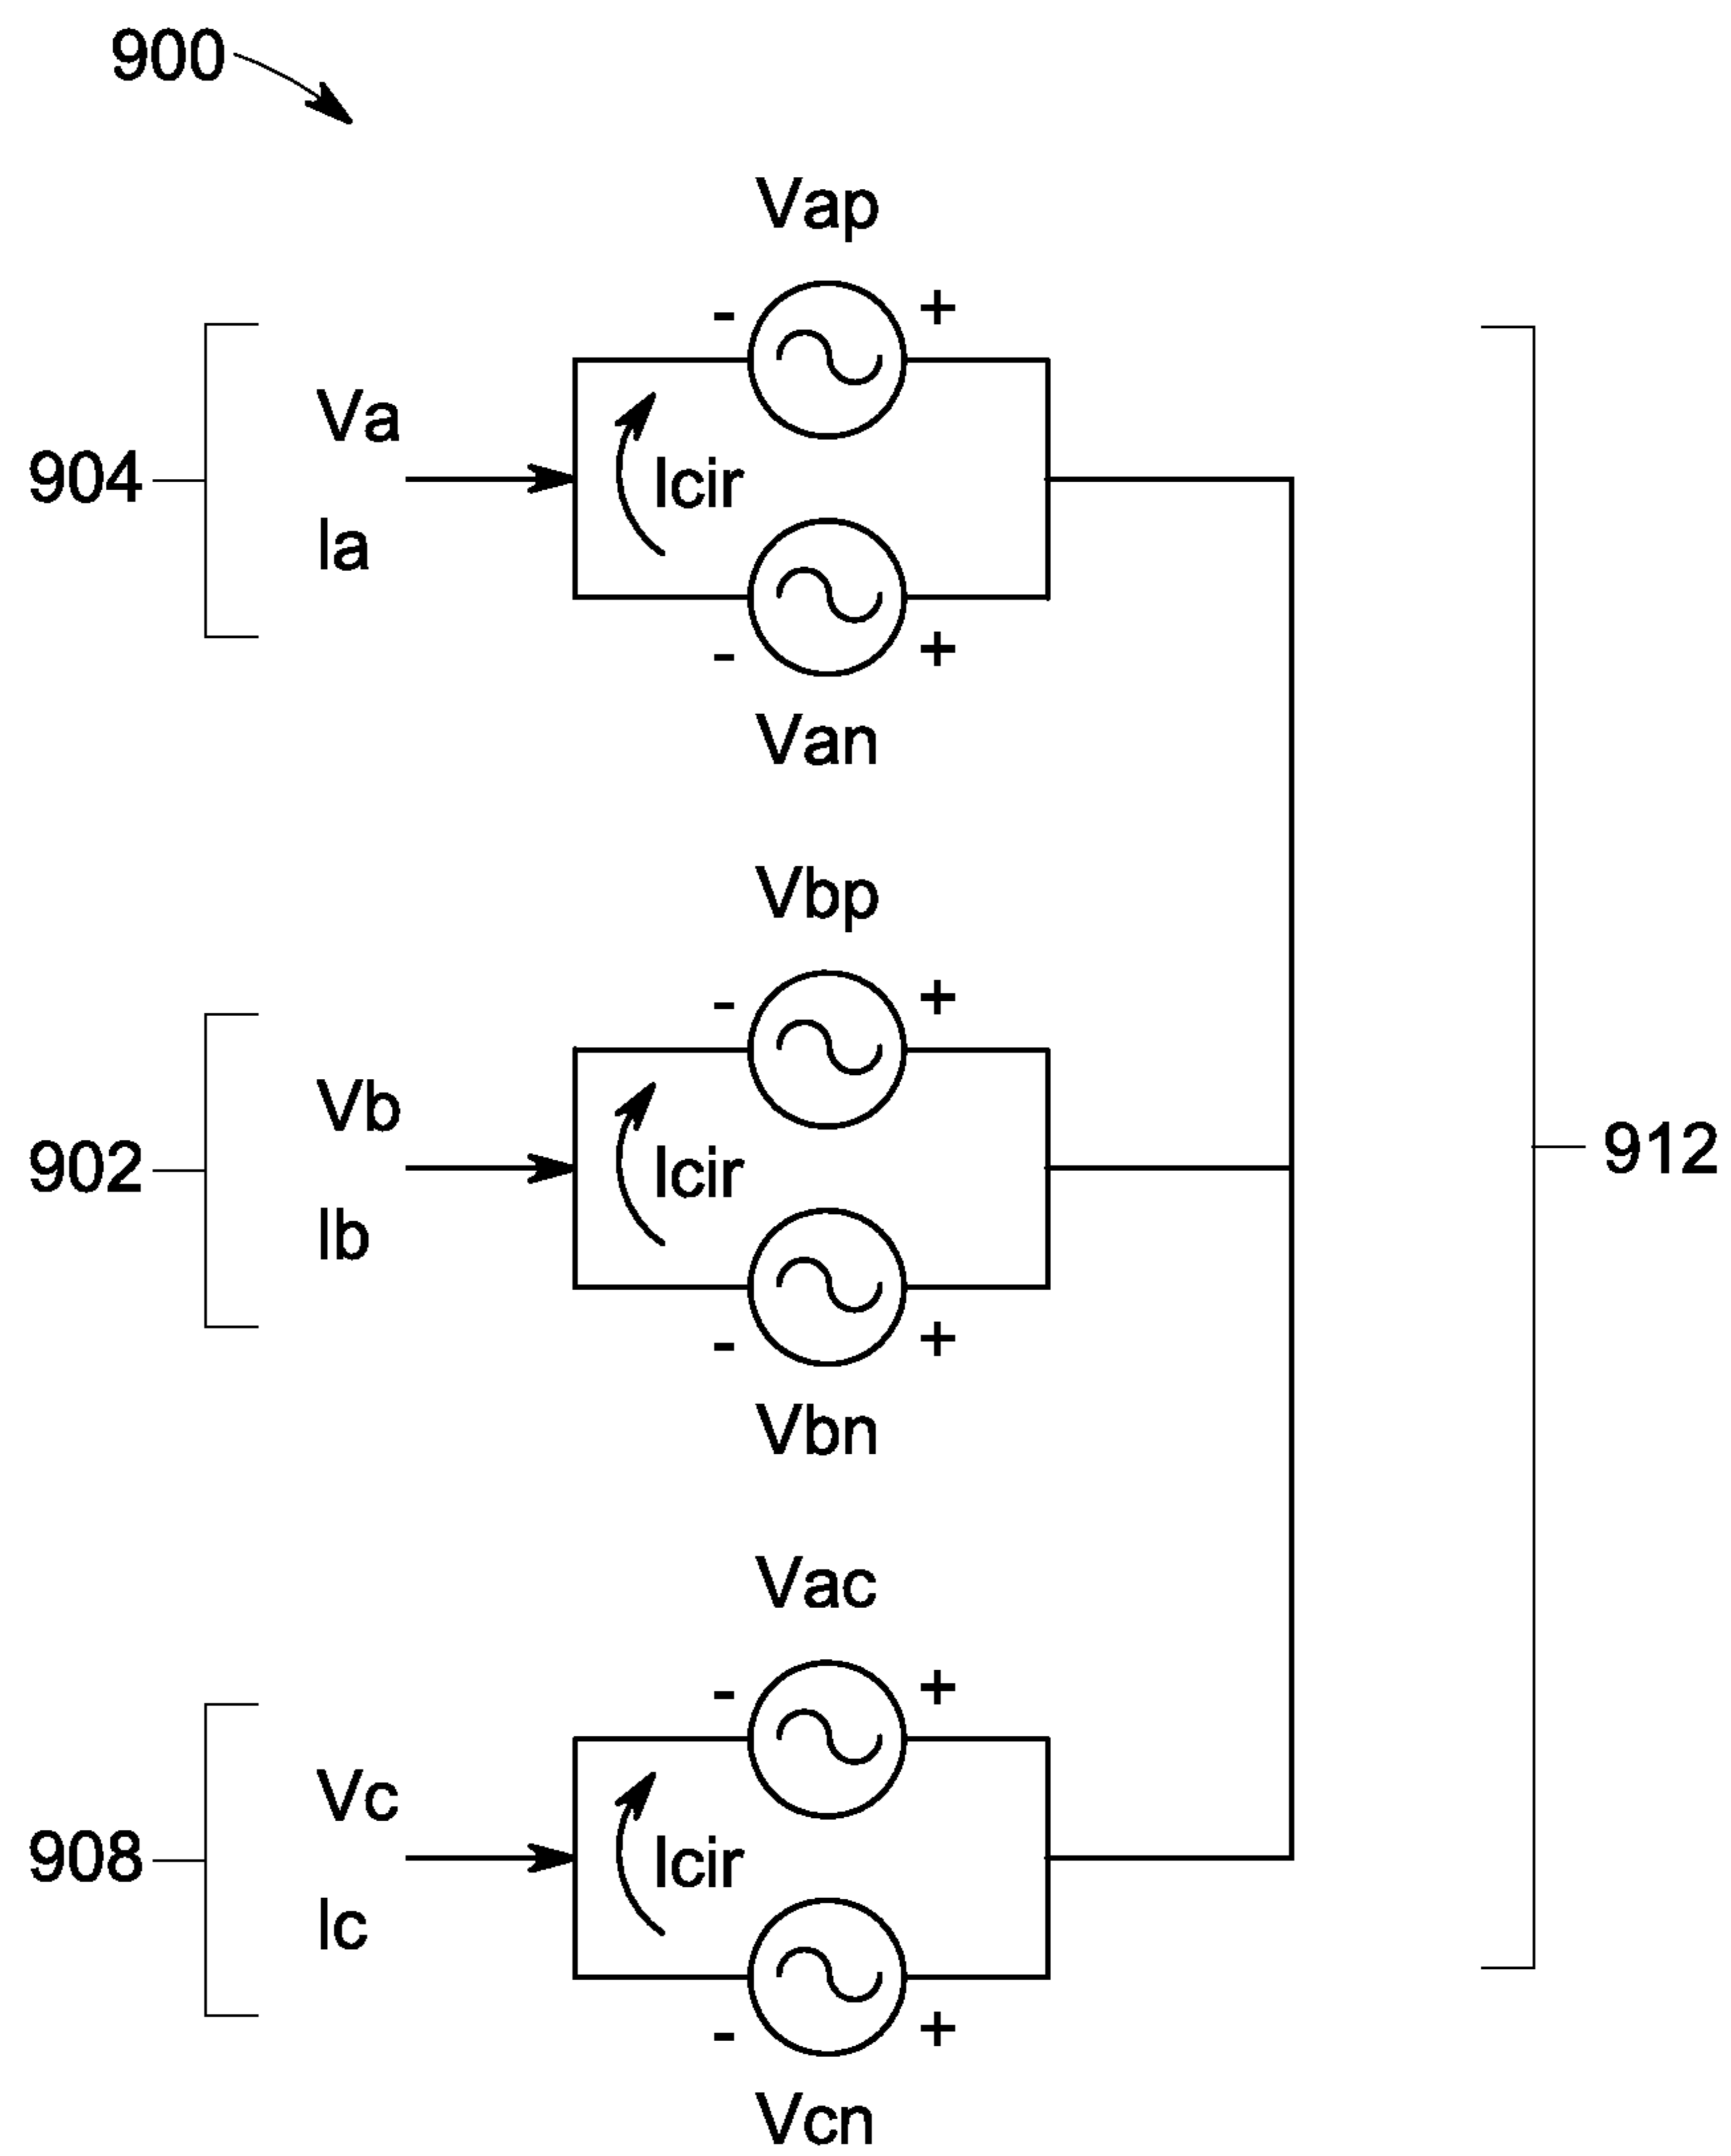 900
Vap
- +
Va
904
Icir
Ia
- +
Van
Vbp
- +
Vb
902
Icir
912
Ib
- +
Vbn
Vac
- +
Vc
908
Icir
Ic
- +
Vcn